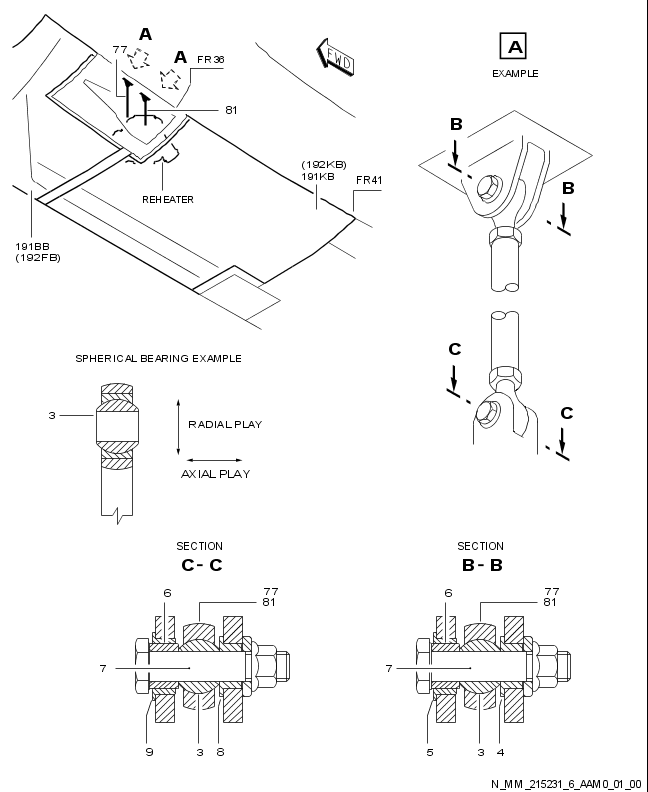 A
77
A
FR36
FWD
81
A
EXAMPLE
B
(192KB)
191KB
FR41
B
REHEATER
191BB
(192FB)
SPHERICAL BEARING EXAMPLE
C
3
RADIAL PLAY
C
AXIAL PLAY
SECTION
C-C
SECTION
B-B
6
77
81
6
77
81
7
7
9
3
8
5
3
4
N_MM_215231_6_AAM0_01_00